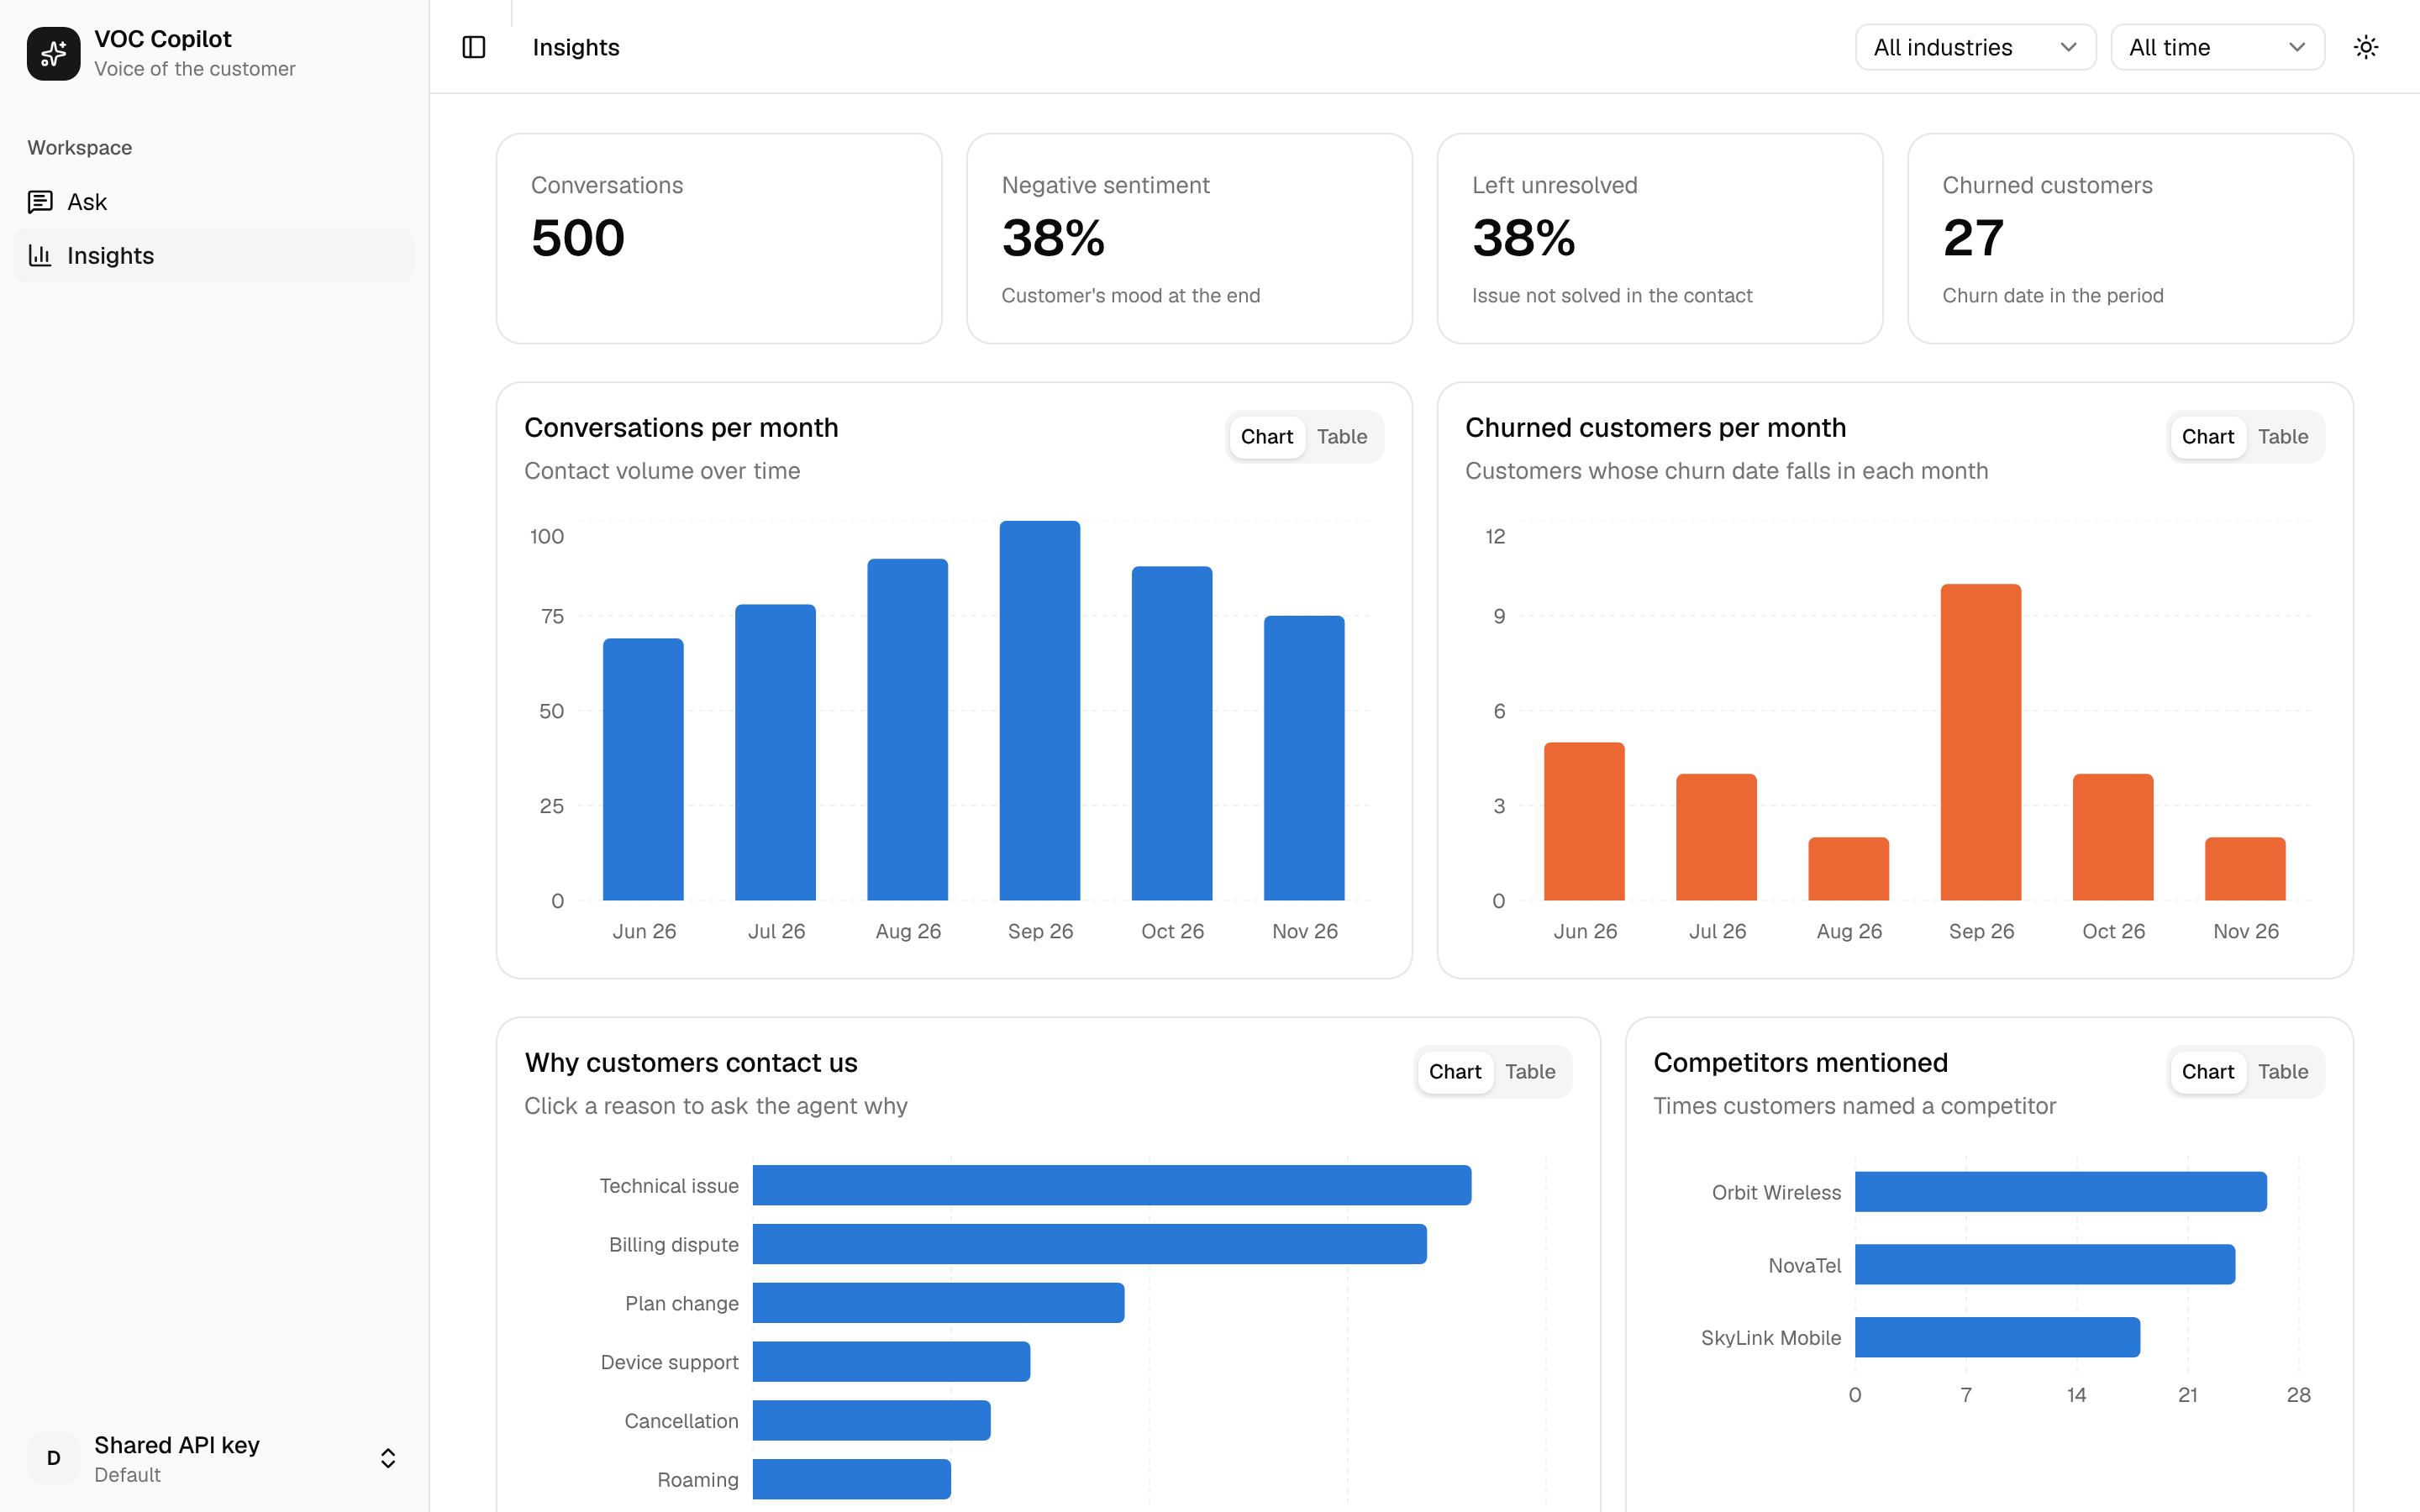 VOC Copilot
Voice of the customer
Workspace
Ask
Insights
Shared API key
Default
D
Insights
All industries
All time
Conversations
500
Negative sentiment
38%
Customer's mood at the end
Left unresolved
38%
Issue not solved in the contact
Churned customers
27
Churn date in the period
Conversations per month
Contact volume over time
Chart Table
100
75
50
25
0
Jun 26 Jul 26 Aug 26 Sep 26 Oct 26 Nov 26
Churned customers per month
Customers whose churn date falls in each month
Chart Table
12
9
6
3
0
Jun 26 Jul 26 Aug 26 Sep 26 Oct 26 Nov 26
Why customers contact us
Click a reason to ask the agent why
Chart Table
Technical issue
Billing dispute
Plan change
Device support
Cancellation
Roaming
Competitors mentioned
Times customers named a competitor
Chart Table
Orbit Wireless
NovaTel
SkyLink Mobile
0 7 14 21 28